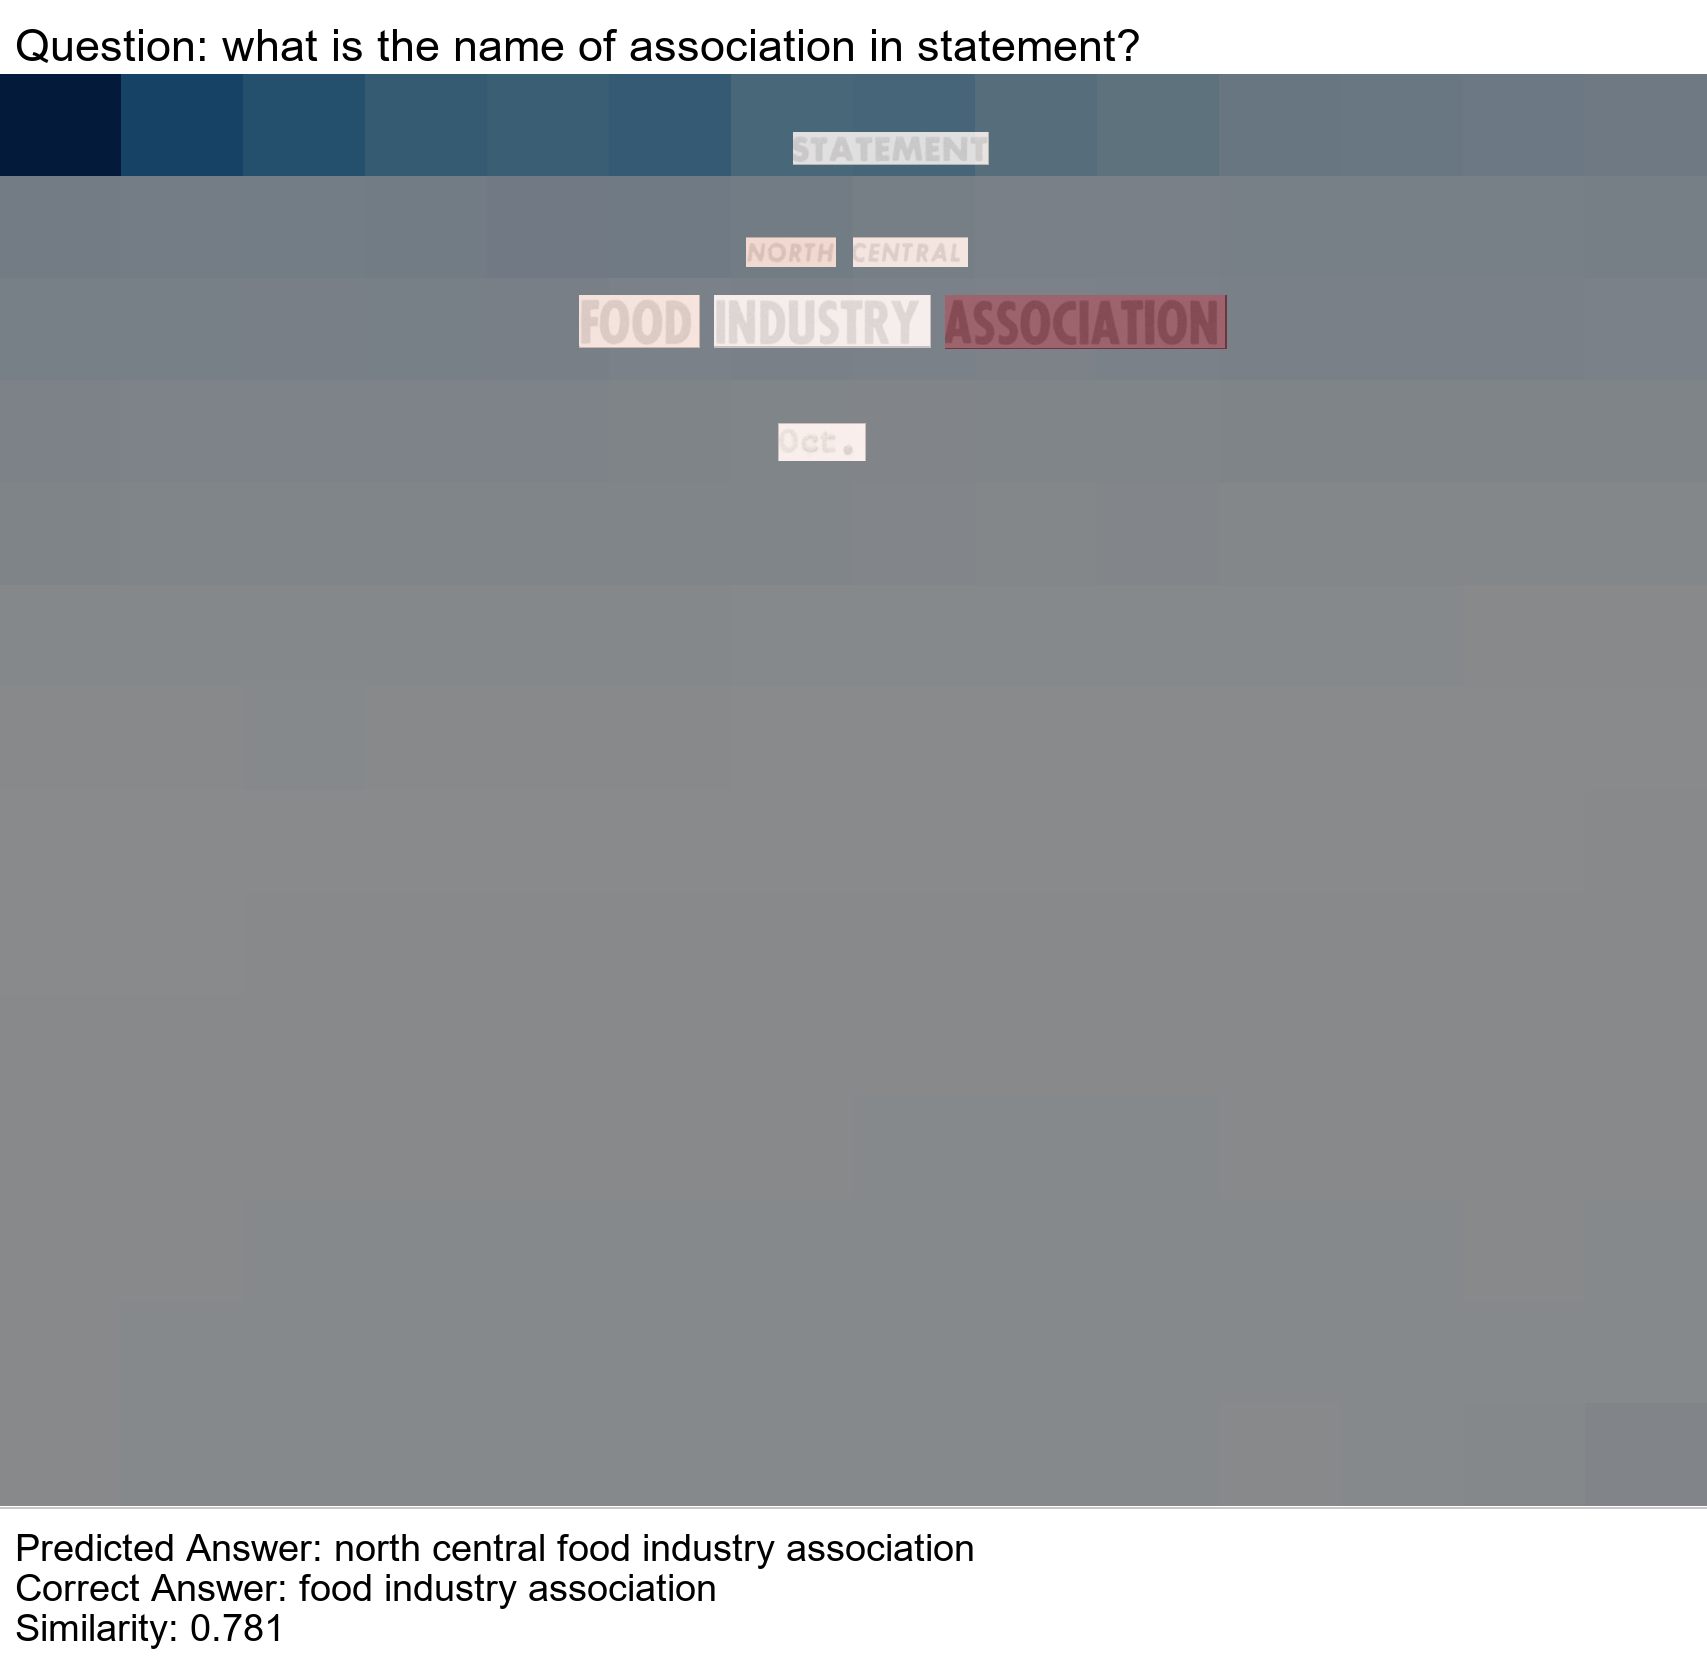 Question: what is the name of association in statement?
STATEMENT
NORTH CENTRAL
FOOD INDUSTRY ASSOCIATION
Oct.
Predicted Answer: north central food industry association
Correct Answer: food industry association
Similarity: 0.781